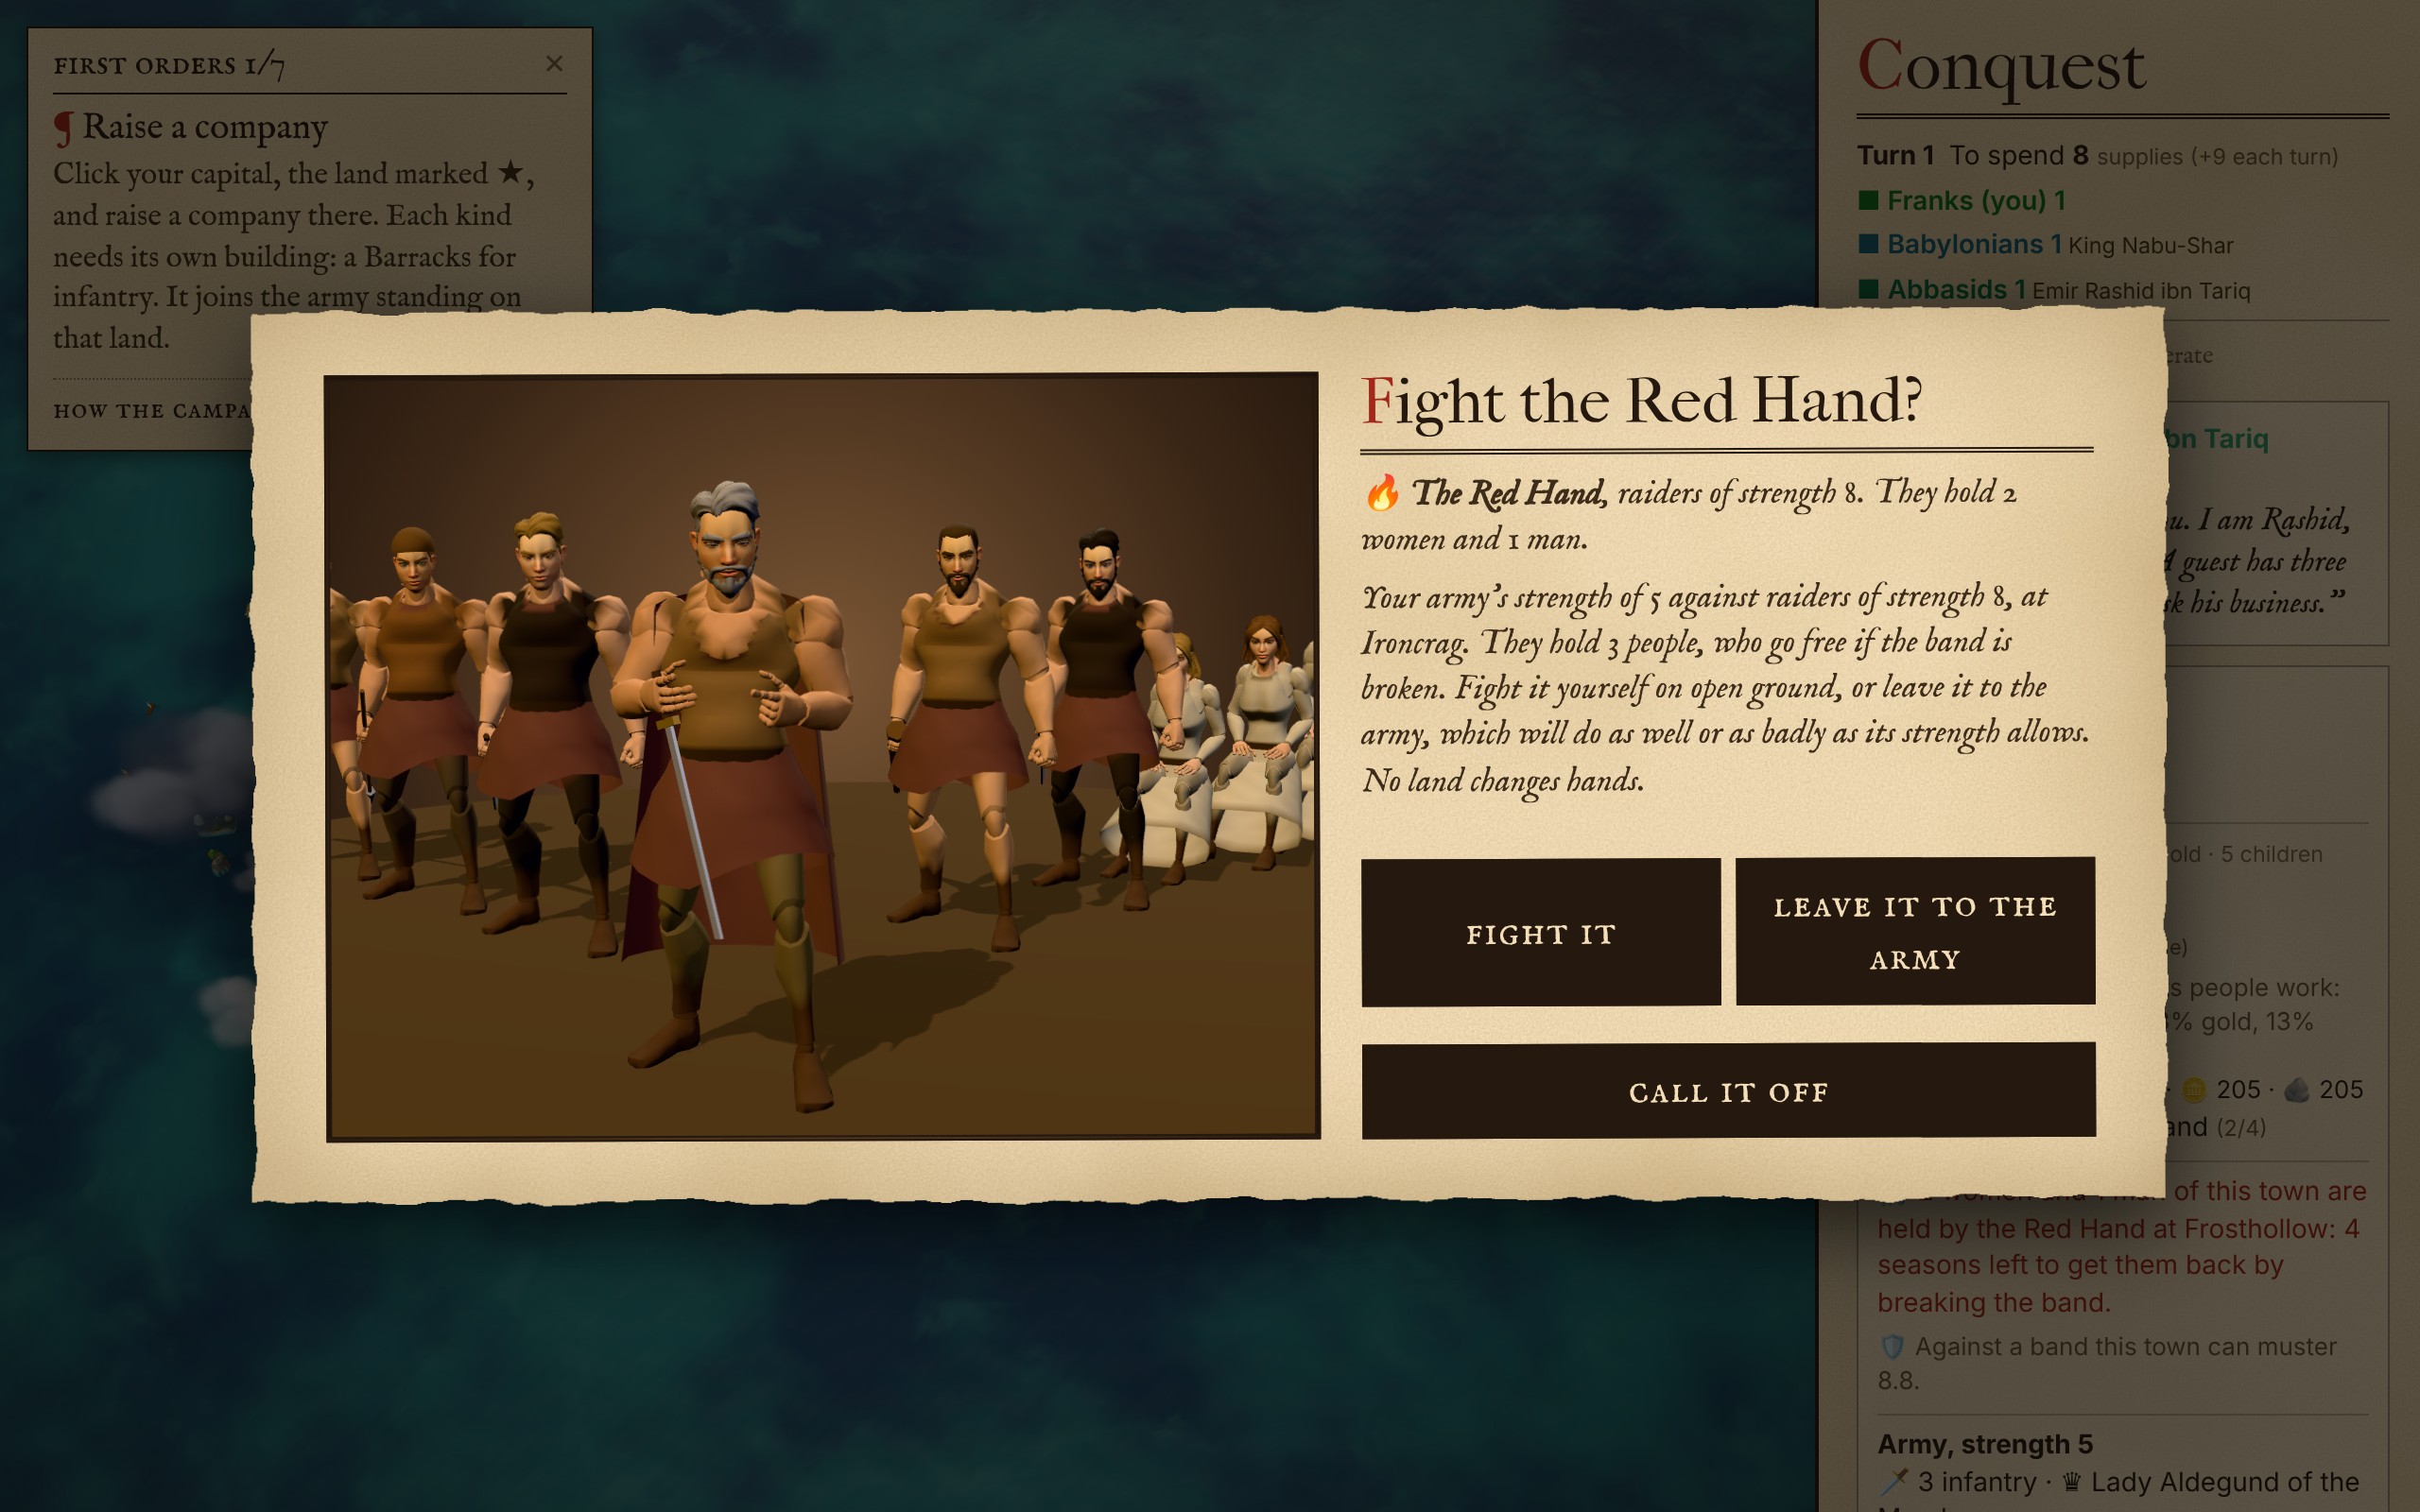 FIRST ORDERS 1/7
¶ Raise a company
Click your capital, the land marked ★,
and raise a company there. Each kind
needs its own building: a Barracks for
infantry. It joins the army standing on
that land.
HOW THE
Conquest
Turn 1 To spend 8 supplies (+9 each turn)
Franks (you) 1
Babylonians 1 King Nabu-Shar
Abbasids 1 Emir Rashid ibn Tariq
Fight the Red Hand?
🔥 The Red Hand, raiders of strength 8. They hold 2
women and 1 man.
Your army's strength of 5 against raiders of strength 8, at
Ironcrag. They hold 3 people, who go free if the band is
broken. Fight it yourself on open ground, or leave it to the
army, which will do as well or as badly as its strength allows.
No land changes hands.
FIGHT IT
LEAVE IT TO THE
ARMY
CALL IT OFF
Tariq
I am Rashid,
guest has three
his business.”
· 5 children
people work:
% gold, 13%
· 🪙 205 · 🪨 205
(2/4)
of this town are
held by the Red Hand at Frosthollow: 4
seasons left to get them back by
breaking the band.
🛡️ Against a band this town can muster
8.8.
Army, strength 5
🗡️ 3 infantry · ♛ Lady Aldegund of the